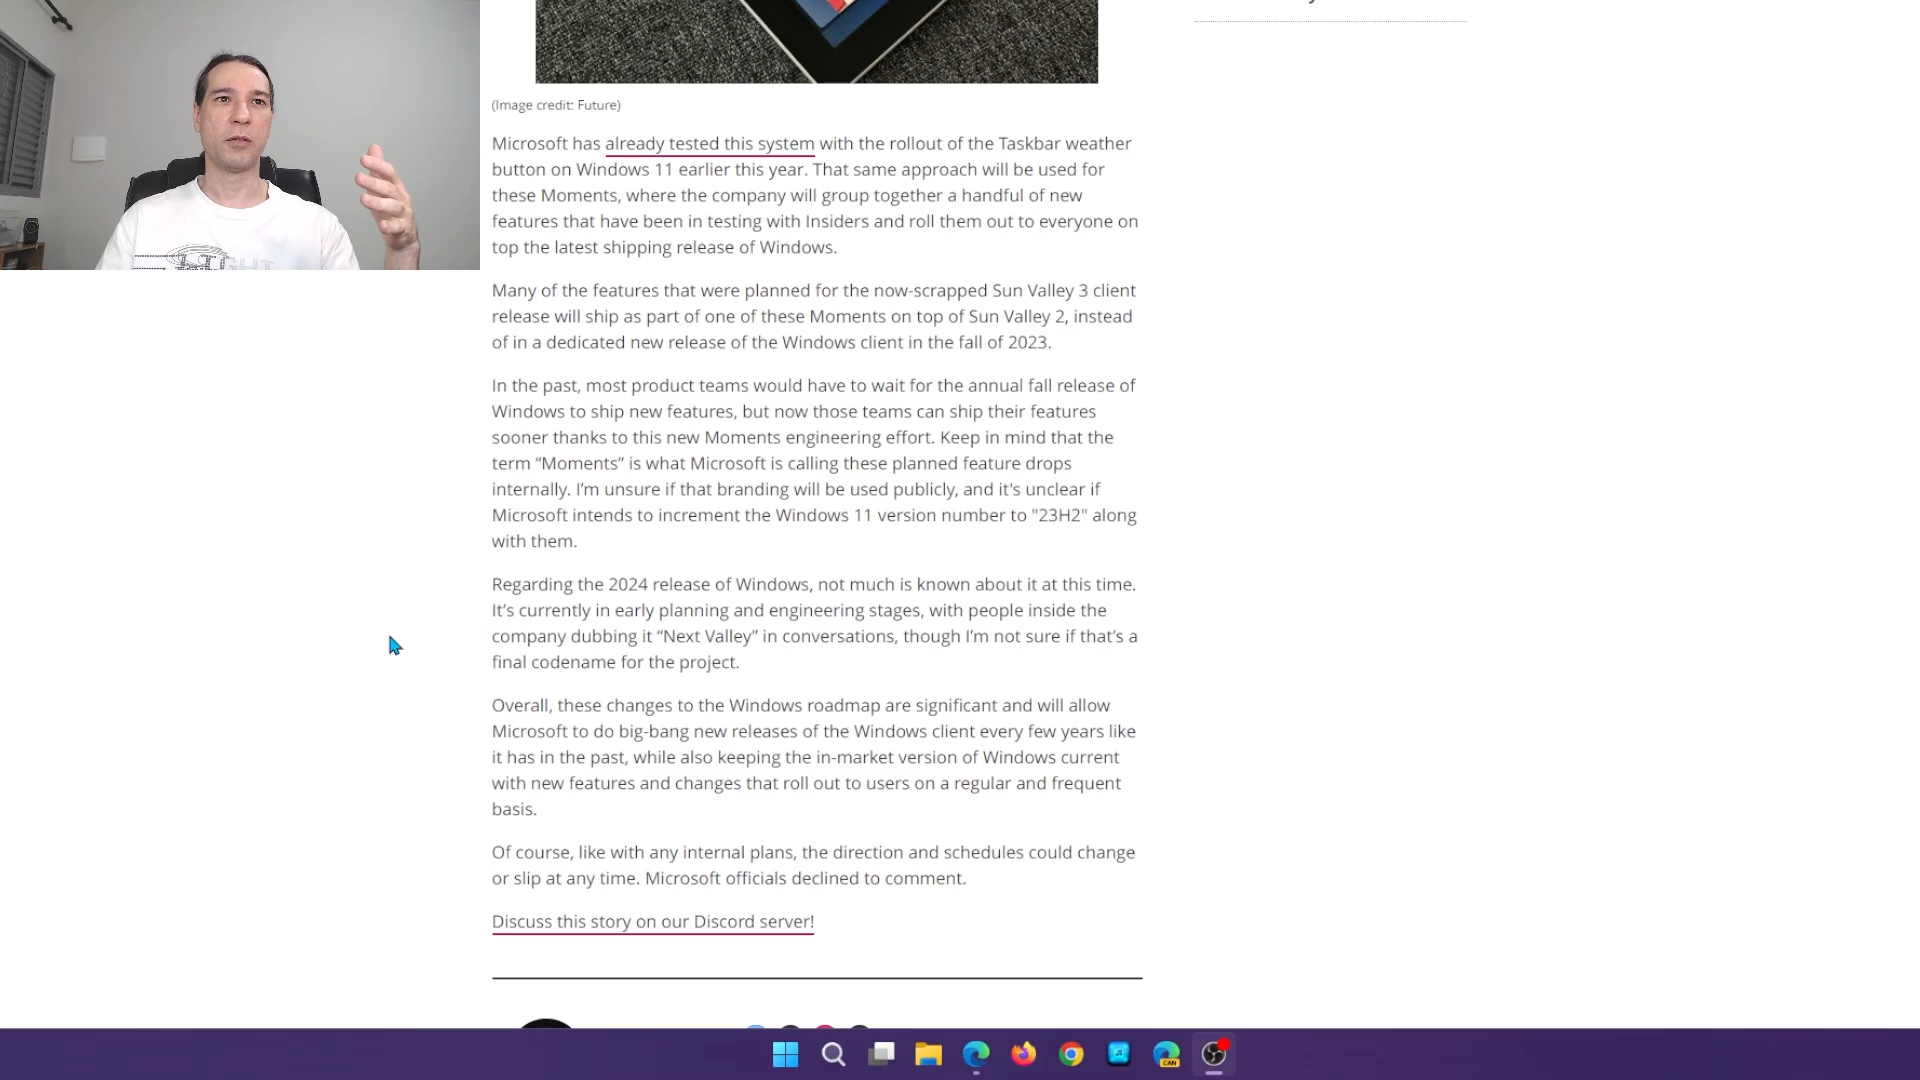 (Image credit: Future)
Microsoft has already tested this system with the rollout of the Taskbar weather
button on Windows 11 earlier this year. That same approach will be used for
these Moments, where the company will group together a handful of new
features that have been in testing with Insiders and roll them out to everyone on
top the latest shipping release of Windows.
Many of the features that were planned for the now-scrapped Sun Valley 3 client
release will ship as part of one of these Moments on top of Sun Valley 2, instead
of in a dedicated new release of the Windows client in the fall of 2023.
In the past, most product teams would have to wait for the annual fall release of
Windows to ship new features, but now those teams can ship their features
sooner thanks to this new Moments engineering effort. Keep in mind that the
term “Moments” is what Microsoft is calling these planned feature drops
internally. I’m unsure if that branding will be used publicly, and it's unclear if
Microsoft intends to increment the Windows 11 version number to "23H2" along
with them.
Regarding the 2024 release of Windows, not much is known about it at this time.
It’s currently in early planning and engineering stages, with people inside the
company dubbing it “Next Valley” in conversations, though I’m not sure if that’s a
final codename for the project.
Overall, these changes to the Windows roadmap are significant and will allow
Microsoft to do big-bang new releases of the Windows client every few years like
it has in the past, while also keeping the in-market version of Windows current
with new features and changes that roll out to users on a regular and frequent
basis.
Of course, like with any internal plans, the direction and schedules could change
or slip at any time. Microsoft officials declined to comment.
Discuss this story on our Discord server!
CAN